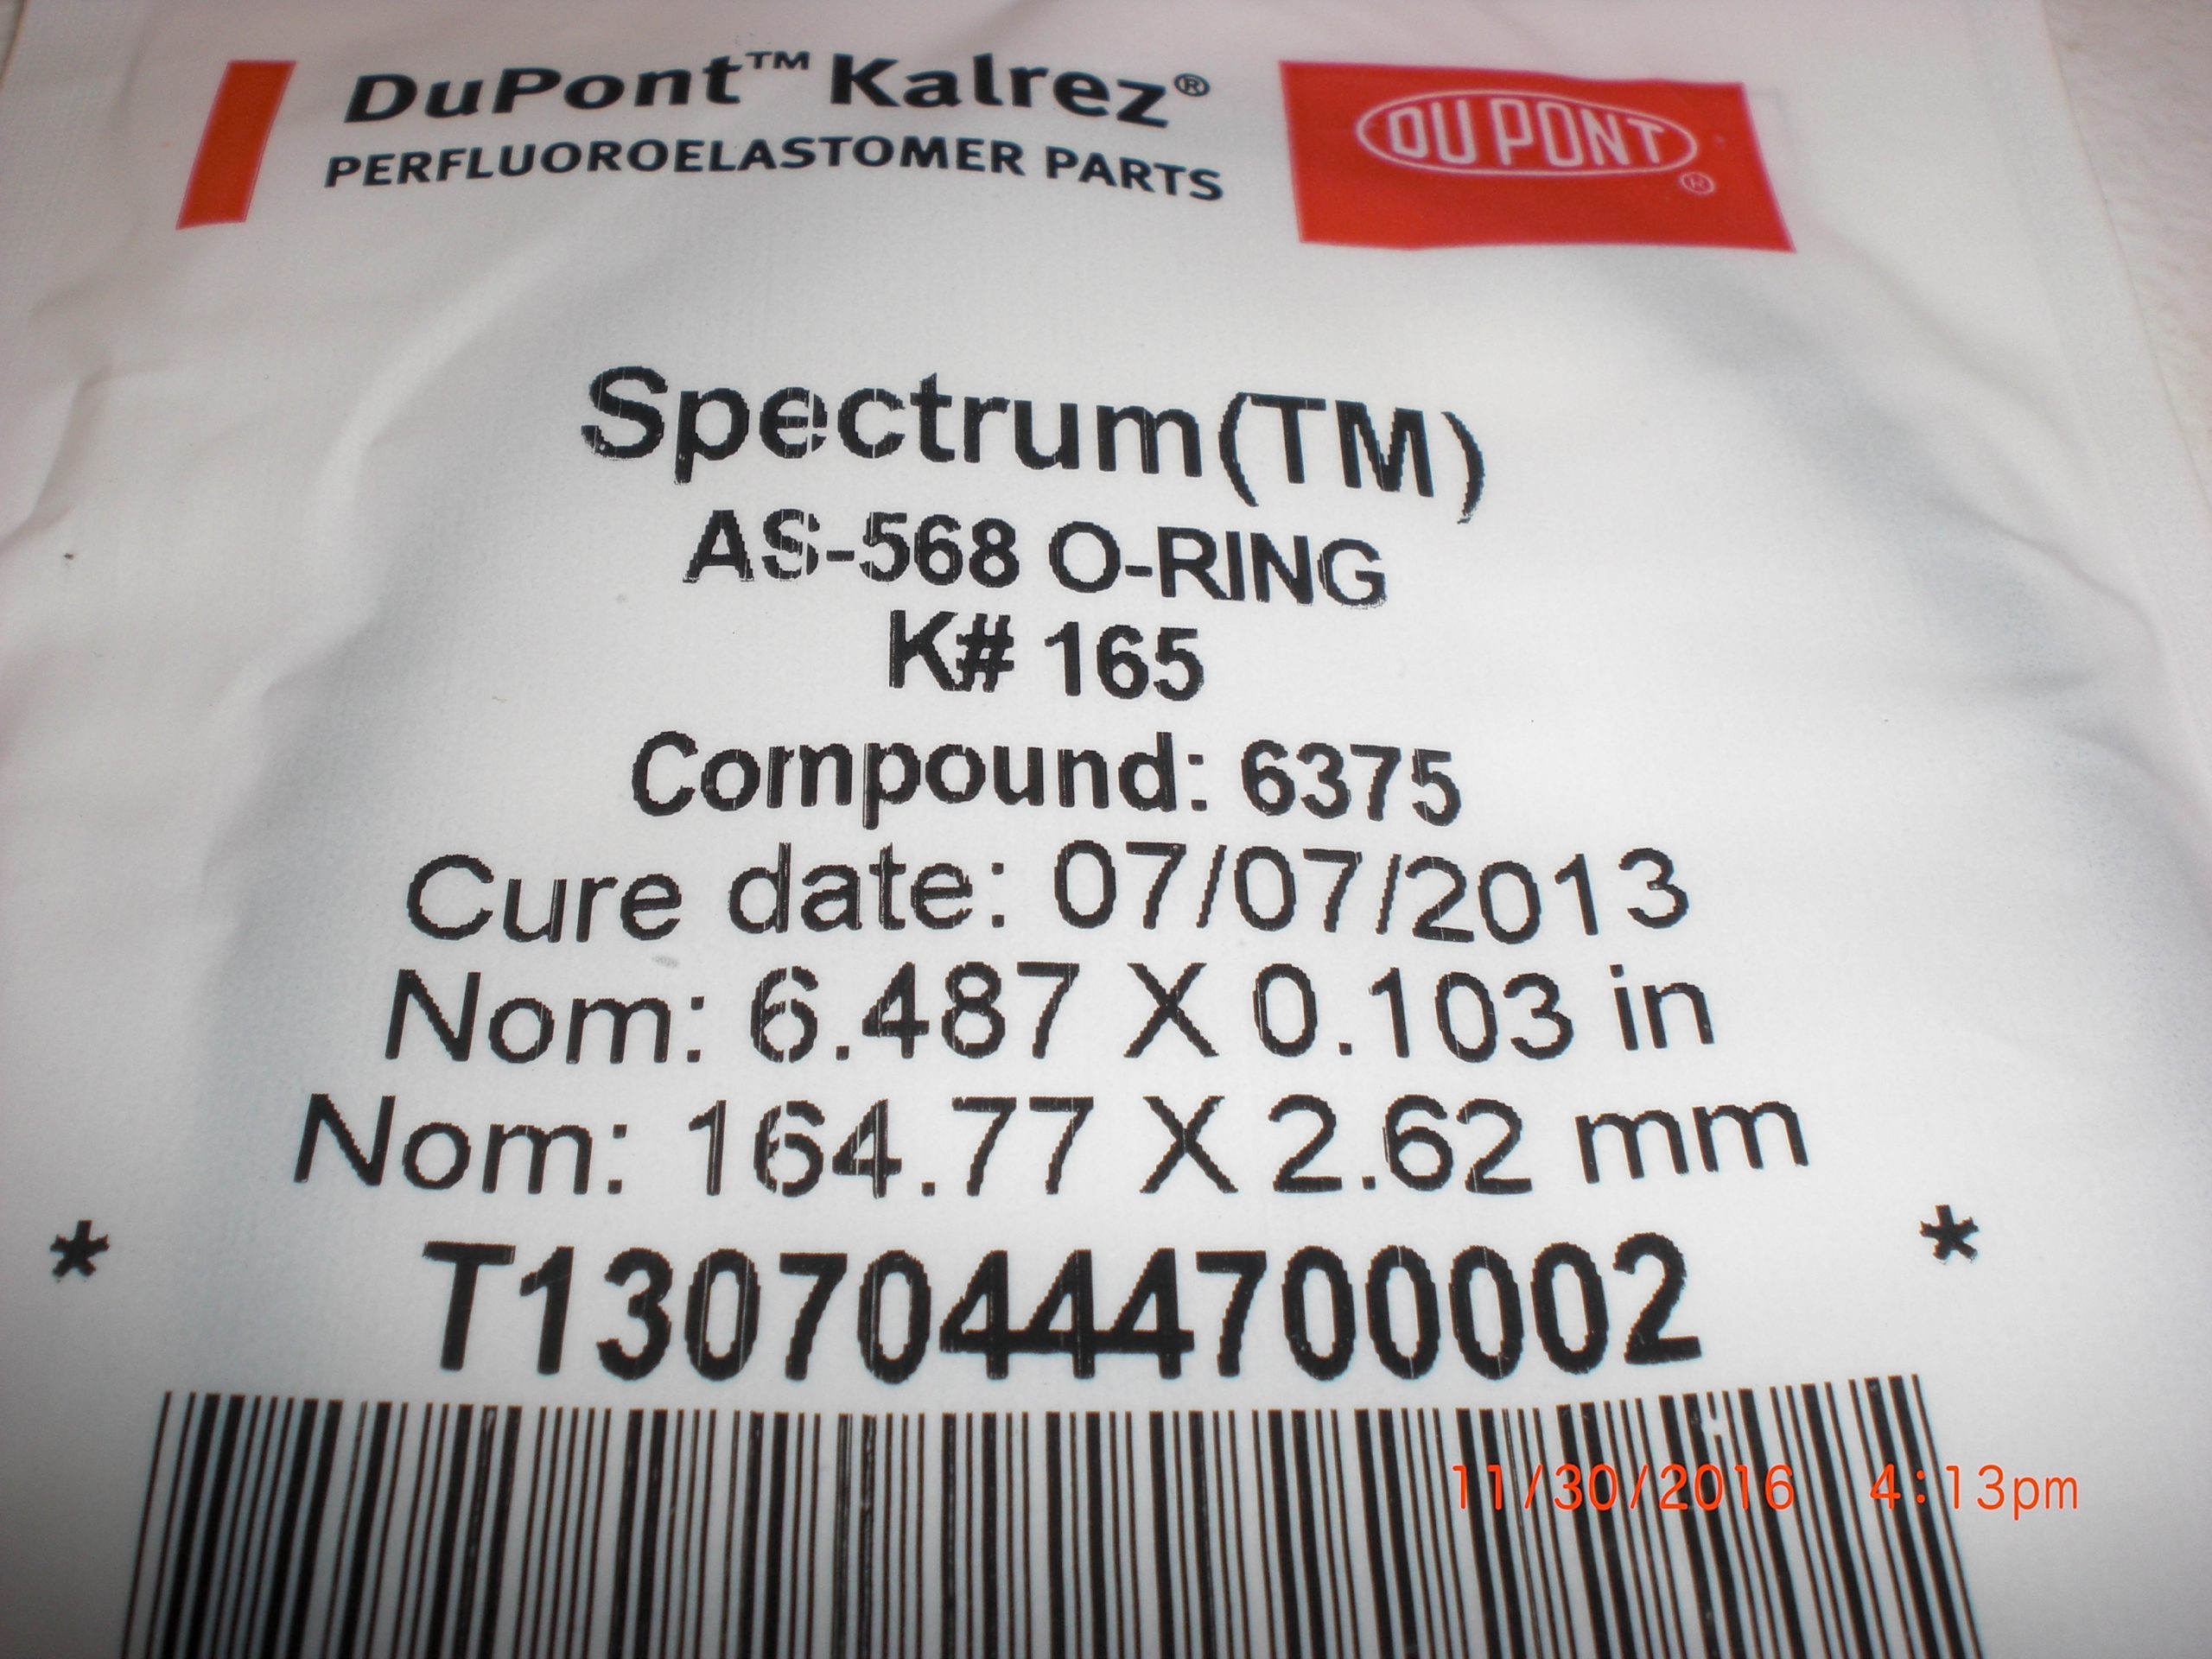 DuPont™ Kalrez®
PERFLUOROELASTOMER PARTS
DU PONT
®
Spectrum(TM)
AS-568 O-RING
K# 165
Compound: 6375
Cure date: 07/07/2013
Nom: 6.487 X 0.103 in
Nom: 164.77 X 2.62 mm
* T13070444700002 *
11/30/2016 4:13pm